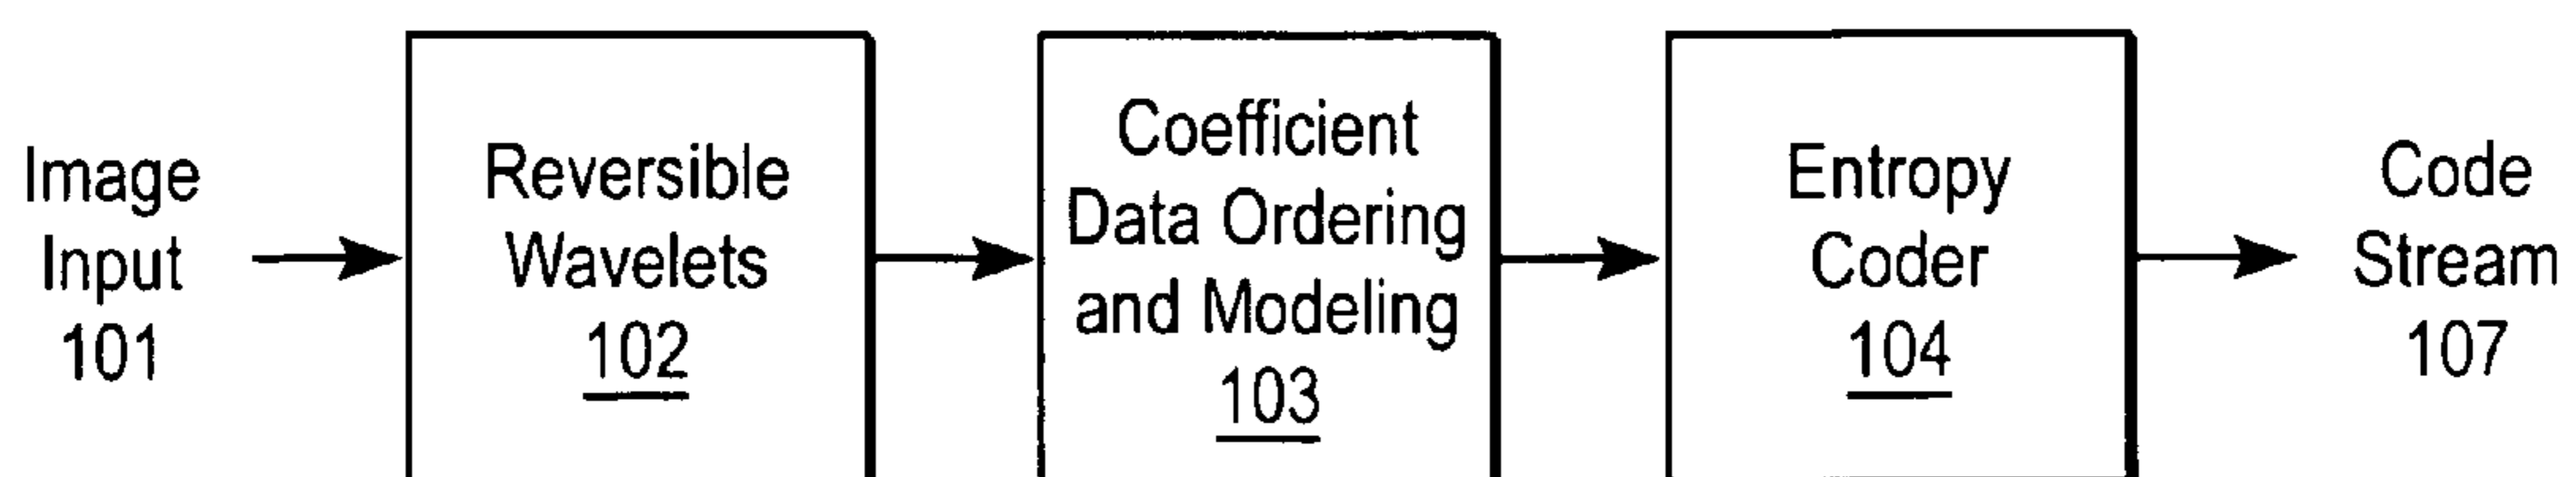 Image
Input
101
Reversible
Wavelets
102
Coefficient
Data Ordering
and Modeling
103
Entropy
Coder
104
Code
Stream
107